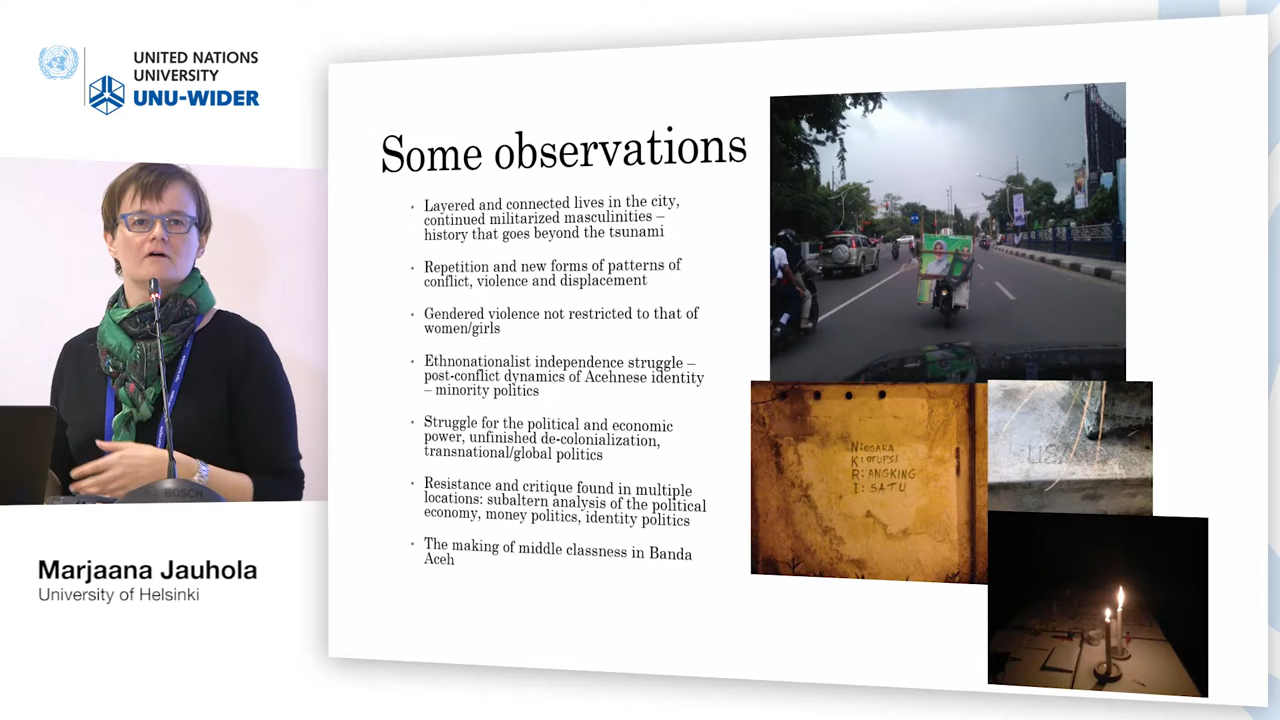 UNITED NATIONS
UNIVERSITY
UNU-WIDER
BOSCH
Marjaana Jauhola
University of Helsinki
Some observations
• Layered and connected lives in the city,
continued militarized masculinities –
history that goes beyond the tsunami
• Repetition and new forms of patterns of
conflict, violence and displacement
• Gendered violence not restricted to that of
women/girls
• Ethnonationalist independence struggle –
post-conflict dynamics of Acehnese identity
– minority politics
• Struggle for the political and economic
power, unfinished de-colonialization,
transnational/global politics
• Resistance and critique found in multiple
locations: subaltern analysis of the political
economy, money politics, identity politics
• The making of middle classness in Banda
Aceh
N: EGARA
K: ORUPSI
R: ANGKING
I: SATU